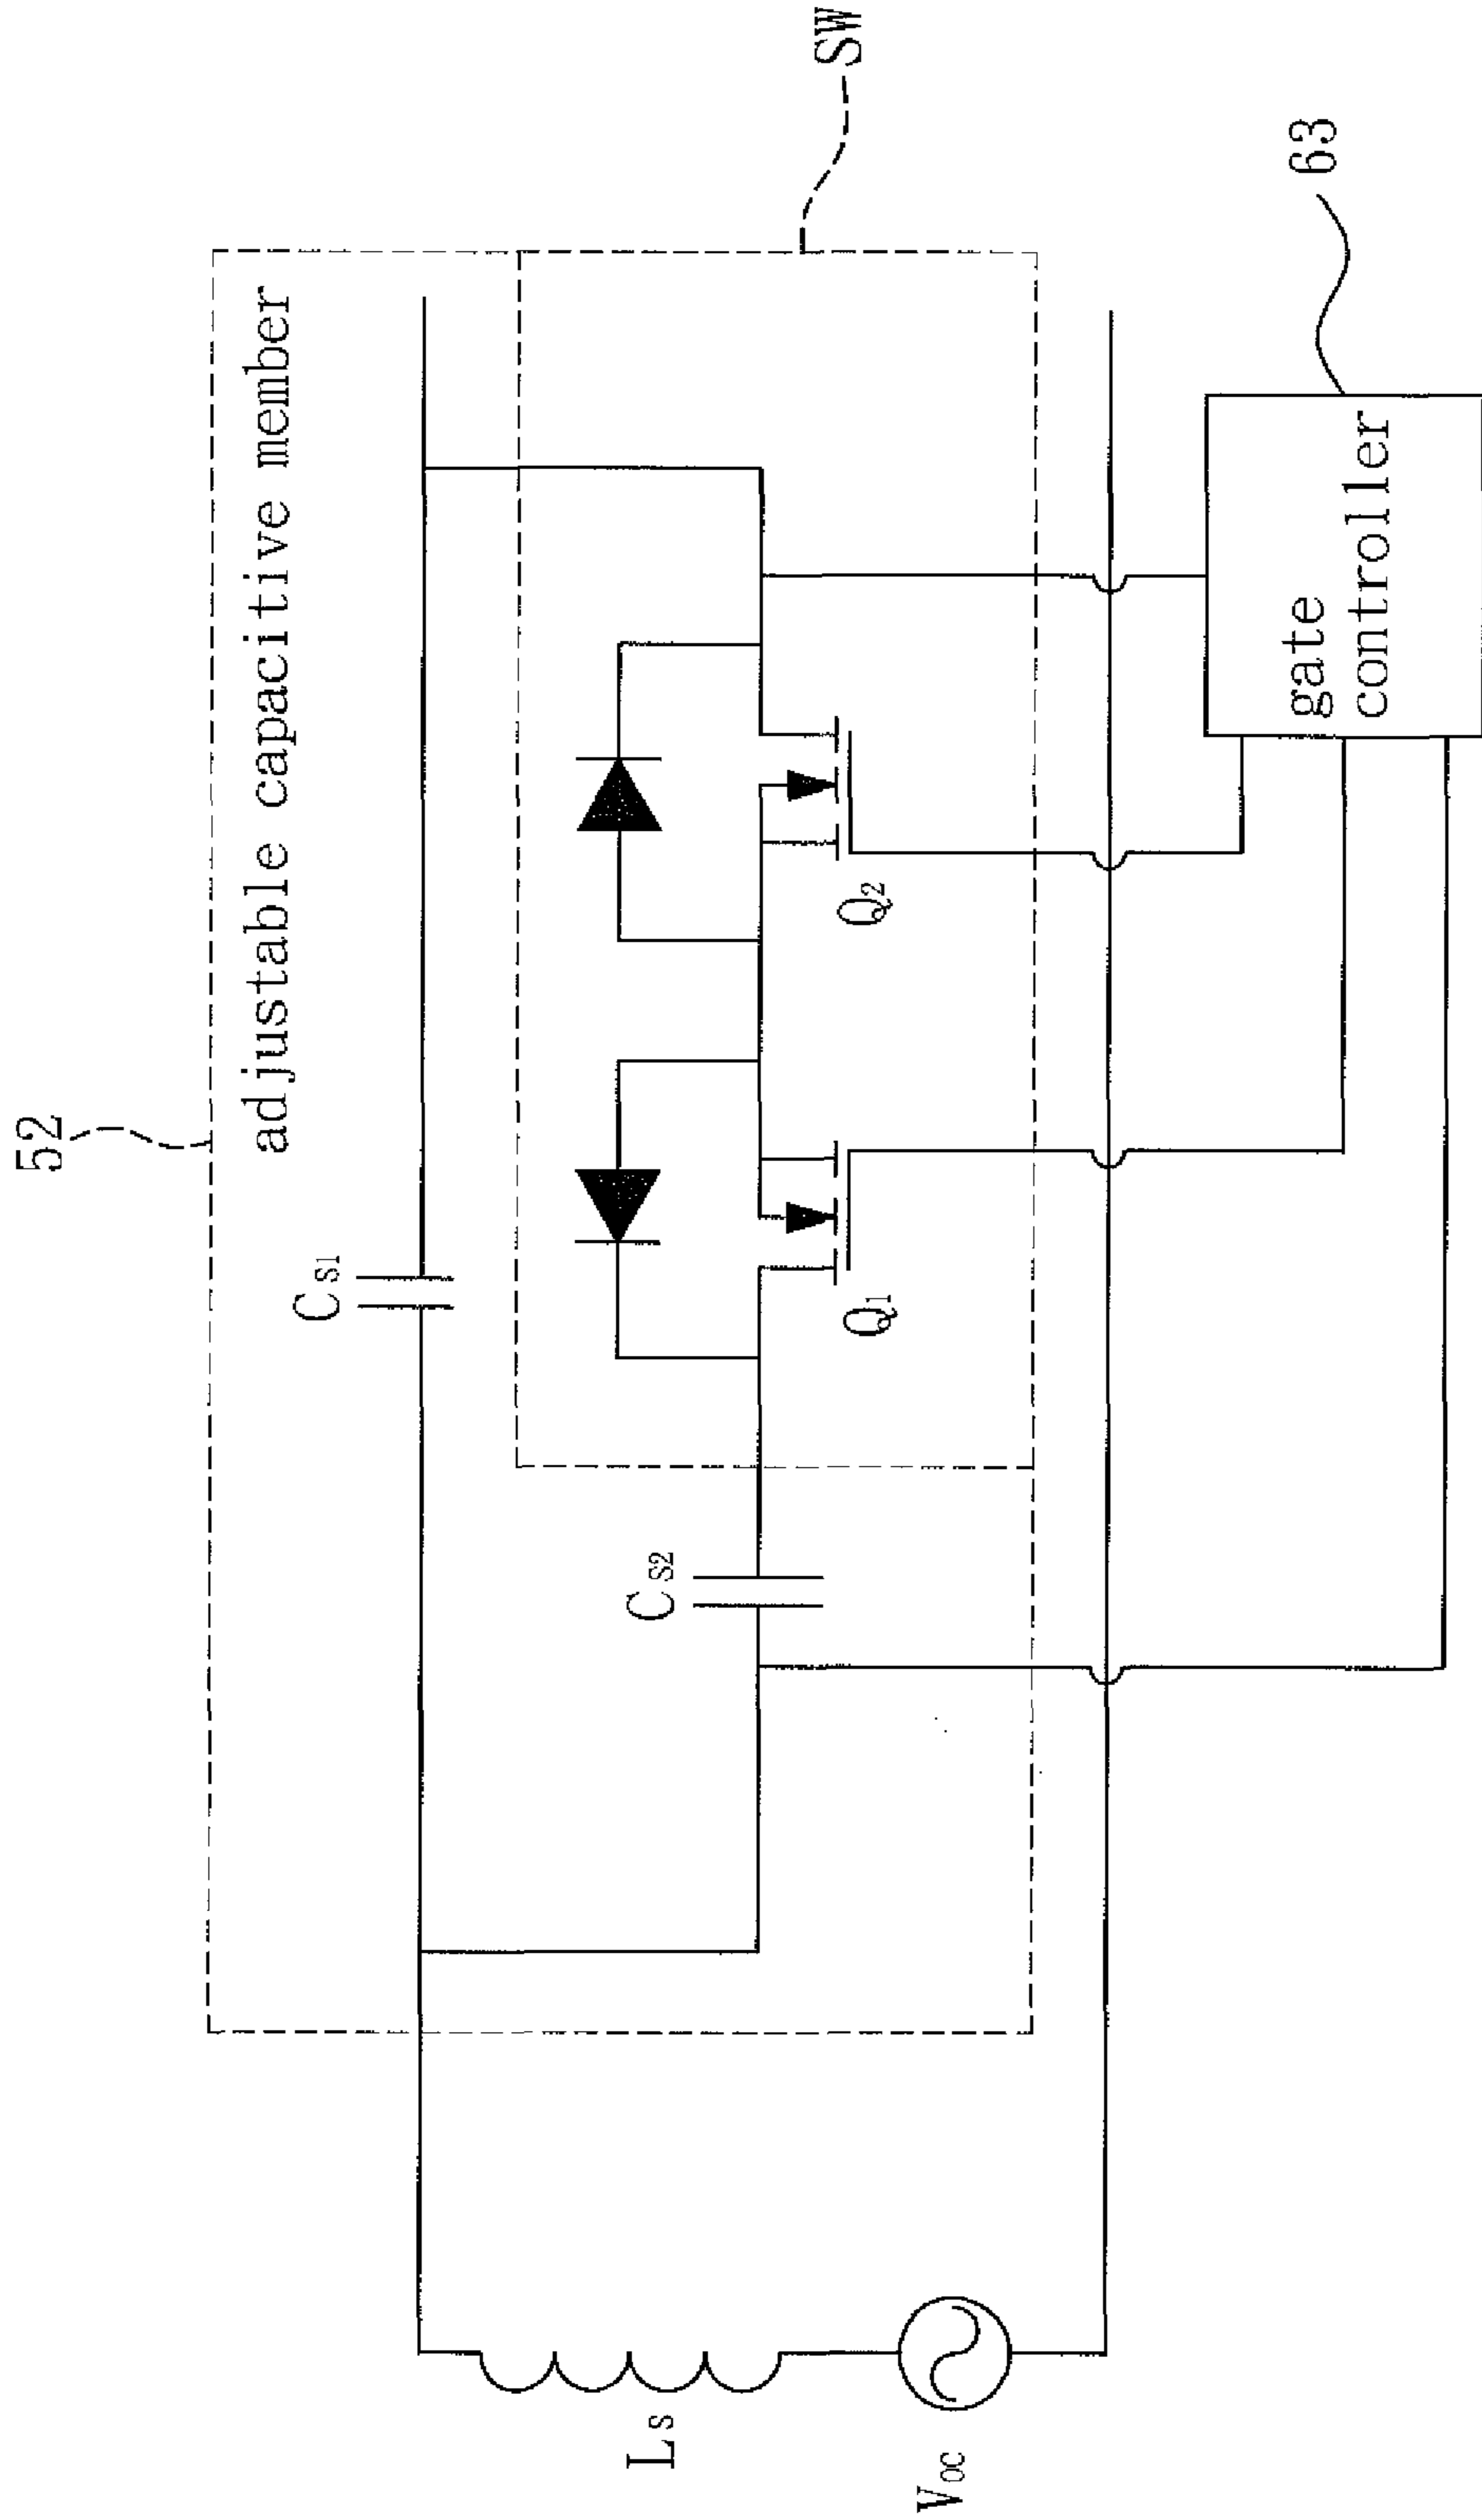 52
adjustable capacitive member
CS1
SW
CS2
Q1
Q2
LS
VOC
gate
controller
63